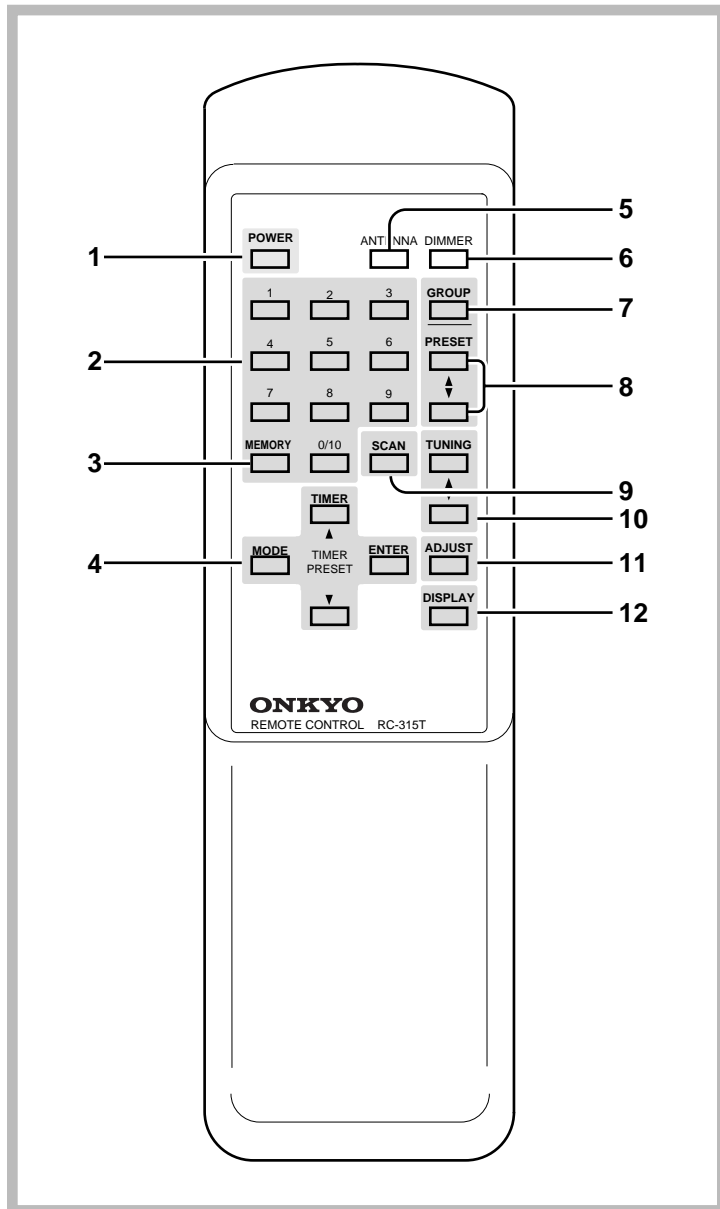 5
POWER ANTENNA DIMMER
1 6
1 2 3 GROUP
7
4 5 6 PRESET
2 8
7 8 9
MEMORY 0/10 SCAN TUNING
3
9
TIMER
10
MODE TIMER PRESET ENTER ADJUST
4 11
DISPLAY
12
ONKYO
REMOTE CONTROL RC-315T